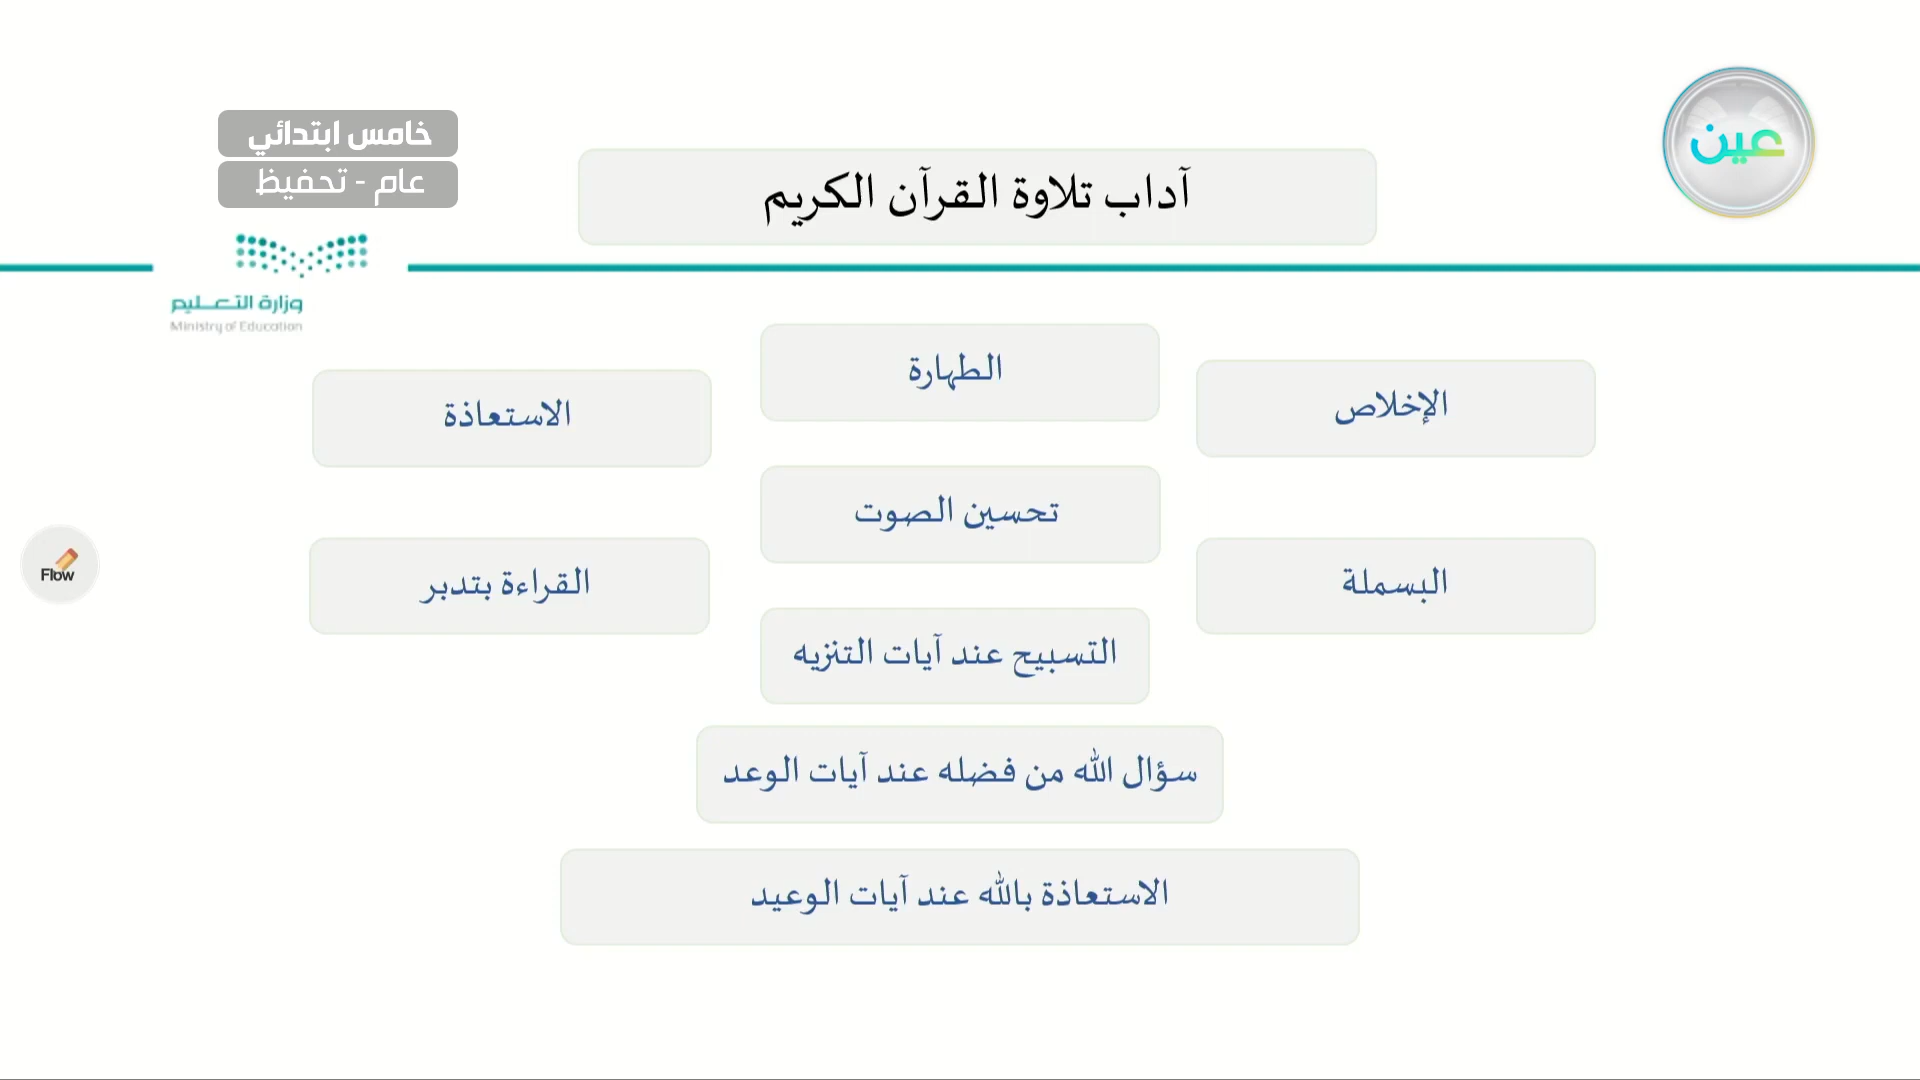 عين
خامس ابتدائي
عام - تحفيظ
آداب تلاوة القرآن الكريم
وزارة التعليم
Ministry of Education
الإخلاص
الطهارة
الاستعاذة
البسملة
تحسين الصوت
القراءة بتدبر
التسبيح عند آيات التنزيه
سؤال الله من فضله عند آيات الوعد
الاستعاذة بالله عند آيات الوعيد
Flow